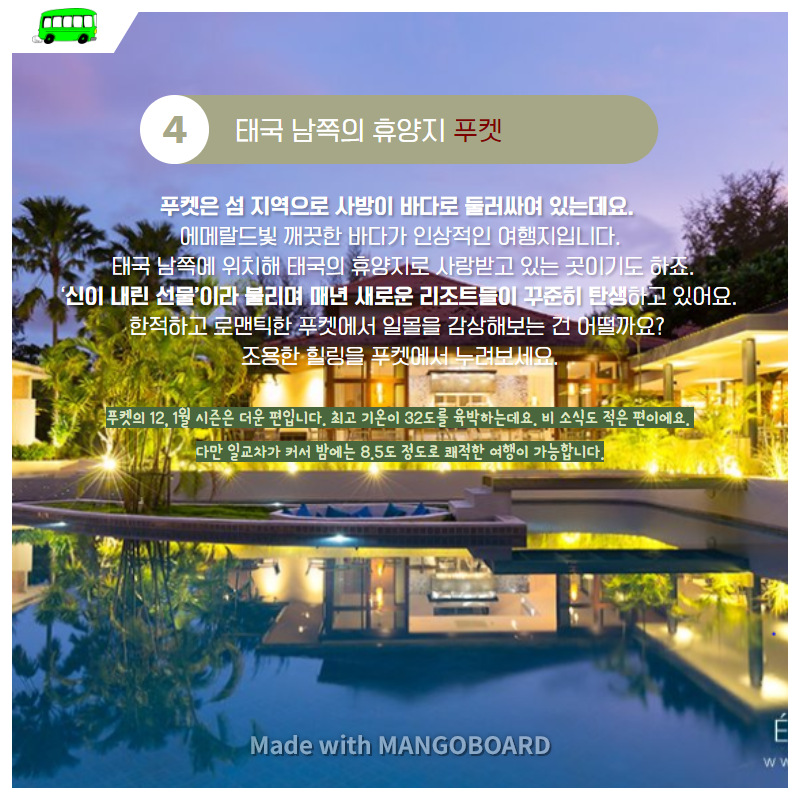 4 태국 남쪽의 휴양지 푸켓
푸켓은 섬 지역으로 사방이 바다로 둘러싸여 있는데요.
에메랄드빛 깨끗한 바다가 인상적인 여행지입니다.
태국 남쪽에 위치해 태국의 휴양지로 사랑받고 있는 곳이기도 하죠.
‘신이 내린 선물’이라 불리며 매년 새로운 리조트들이 꾸준히 탄생하고 있어요.
한적하고 로맨틱한 푸켓에서 일몰을 감상해보는 건 어떨까요?
조용한 힐링을 푸켓에서 누려보세요.
푸켓의 12, 1월 시즌은 더운 편입니다. 최고 기온이 32도를 육박하는데요. 비 소식도 적은 편이에요.
다만 일교차가 커서 밤에는 8.5도 정도로 쾌적한 여행이 가능합니다.
Made with MANGOBOARD